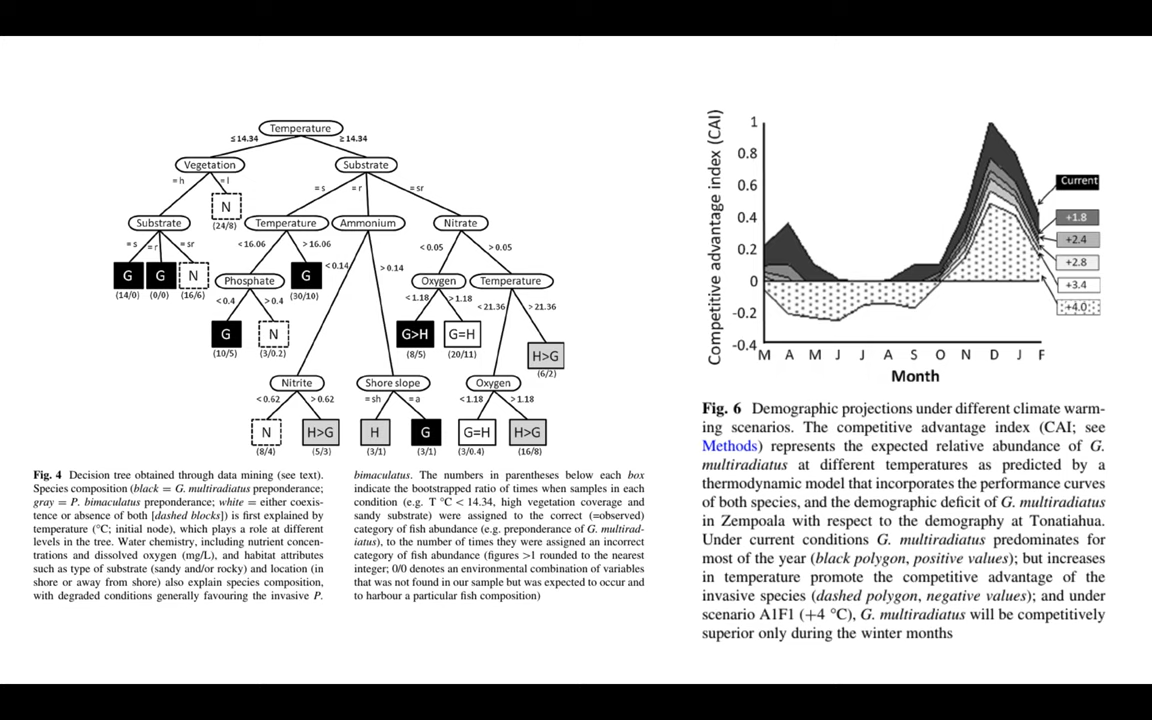 Temperature
≤14.34 ≥14.34
Vegetation Substrate
=h =l =s =r =sr
N
(24/8)
Substrate Temperature Ammonium Nitrate
=s =r =sr <16.06 >16.06 <0.14 >0.14 <0.05 >0.05
G G N Phosphate G Oxygen Temperature
(14/0) (0/0) (16/6) (30/10)
<0.4 >0.4 <1.18 >1.18 <21.36 >21.36
G N G>H G=H H>G
(10/5) (3/0.2) (8/5) (20/11) (6/2)
Nitrite Shore slope Oxygen
<0.62 >0.62 =sh =a <1.18 >1.18
N H>G H G G=H H>G
(8/4) (5/3) (3/1) (3/1) (3/0.4) (16/8)
Fig. 4 Decision tree obtained through data mining (see text).
Species composition (black = G. multiradiatus preponderance;
gray = P. bimaculatus preponderance; white = either coexis-
tence or absence of both [dashed blocks]) is first explained by
temperature (°C; initial node), which plays a role at different
levels in the tree. Water chemistry, including nutrient concen-
trations and dissolved oxygen (mg/L), and habitat attributes
such as type of substrate (sandy and/or rocky) and location (in
shore or away from shore) also explain species composition,
with degraded conditions generally favouring the invasive P.
bimaculatus. The numbers in parentheses below each box
indicate the bootstrapped ratio of times when samples in each
condition (e.g. T °C < 14.34, high vegetation coverage and
sandy substrate) were assigned to the correct (=observed)
category of fish abundance (e.g. preponderance of G. multirad-
iatus), to the number of times they were assigned an incorrect
category of fish abundance (figures >1 rounded to the nearest
integer; 0/0 denotes an environmental combination of variables
that was not found in our sample but was expected to occur and
to harbour a particular fish composition)
Competitive advantage index (CAI)
1
0.8
0.6
0.4
0.2
0
-0.2
-0.4
M A M J J A S O N D J F
Month
Current
+1.8
+2.4
+2.8
+3.4
+4.0
Fig. 6 Demographic projections under different climate warm-
ing scenarios. The competitive advantage index (CAI; see
Methods) represents the expected relative abundance of G.
multiradiatus at different temperatures as predicted by a
thermodynamic model that incorporates the performance curves
of both species, and the demographic deficit of G. multiradiatus
in Zempoala with respect to the demography at Tonatiahua.
Under current conditions G. multiradiatus predominates for
most of the year (black polygon, positive values); but increases
in temperature promote the competitive advantage of the
invasive species (dashed polygon, negative values); and under
scenario A1F1 (+4 °C), G. multiradiatus will be competitively
superior only during the winter months